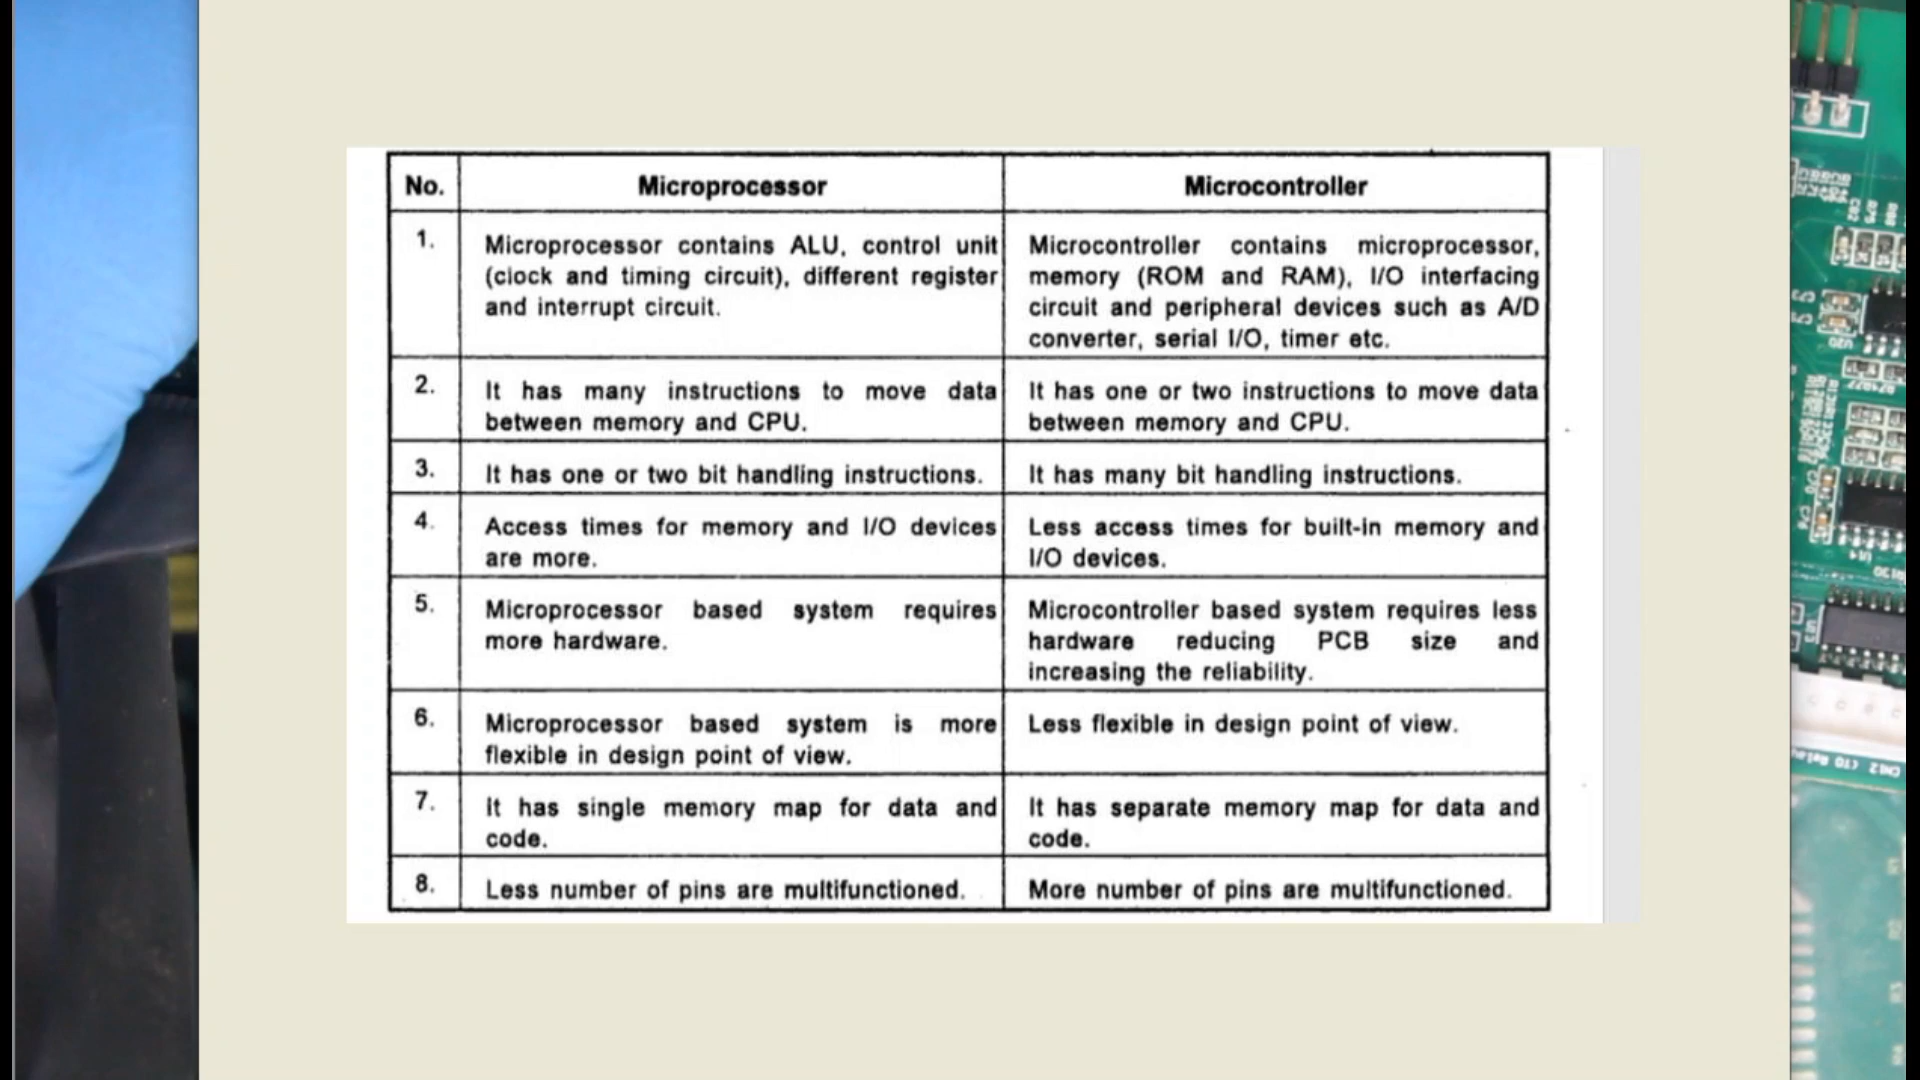 No. Microprocessor Microcontroller
1. Microprocessor contains ALU, control unit
(clock and timing circuit), different register
and interrupt circuit.
Microcontroller contains microprocessor,
memory (ROM and RAM), I/O interfacing
circuit and peripheral devices such as A/D
converter, serial I/O, timer etc.
2. It has many instructions to move data
between memory and CPU.
It has one or two instructions to move data
between memory and CPU.
3. It has one or two bit handling instructions.
It has many bit handling instructions.
4. Access times for memory and I/O devices
are more.
Less access times for built-in memory and
I/O devices.
5. Microprocessor based system requires
more hardware.
Microcontroller based system requires less
hardware reducing PCB size and
increasing the reliability.
6. Microprocessor based system is more
flexible in design point of view.
Less flexible in design point of view.
7. It has single memory map for data and
code.
It has separate memory map for data and
code.
8. Less number of pins are multifunctioned.
More number of pins are multifunctioned.
U20